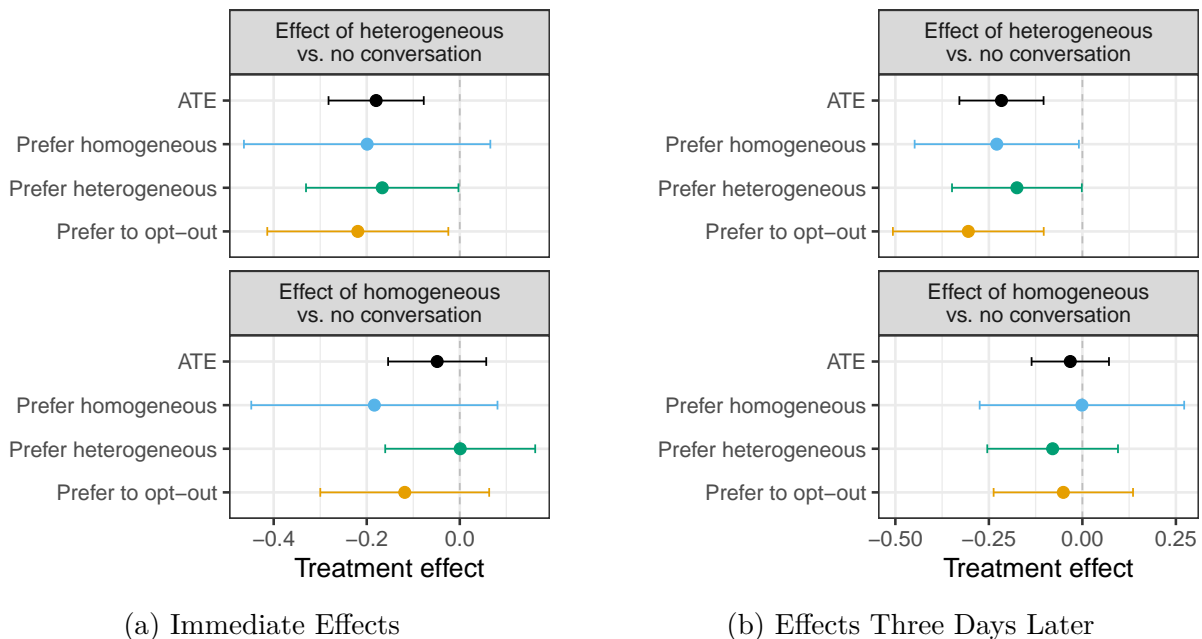 Effect of heterogeneous
vs. no conversation
ATE
Prefer homogeneous
Prefer heterogeneous
Prefer to opt−out
Effect of homogeneous
vs. no conversation
ATE
Prefer homogeneous
Prefer heterogeneous
Prefer to opt−out
−0.4 −0.2 0.0
Treatment effect
(a) Immediate Effects
Effect of heterogeneous
vs. no conversation
ATE
Prefer homogeneous
Prefer heterogeneous
Prefer to opt−out
Effect of homogeneous
vs. no conversation
ATE
Prefer homogeneous
Prefer heterogeneous
Prefer to opt−out
−0.50 −0.25 0.00 0.25
Treatment effect
(b) Effects Three Days Later